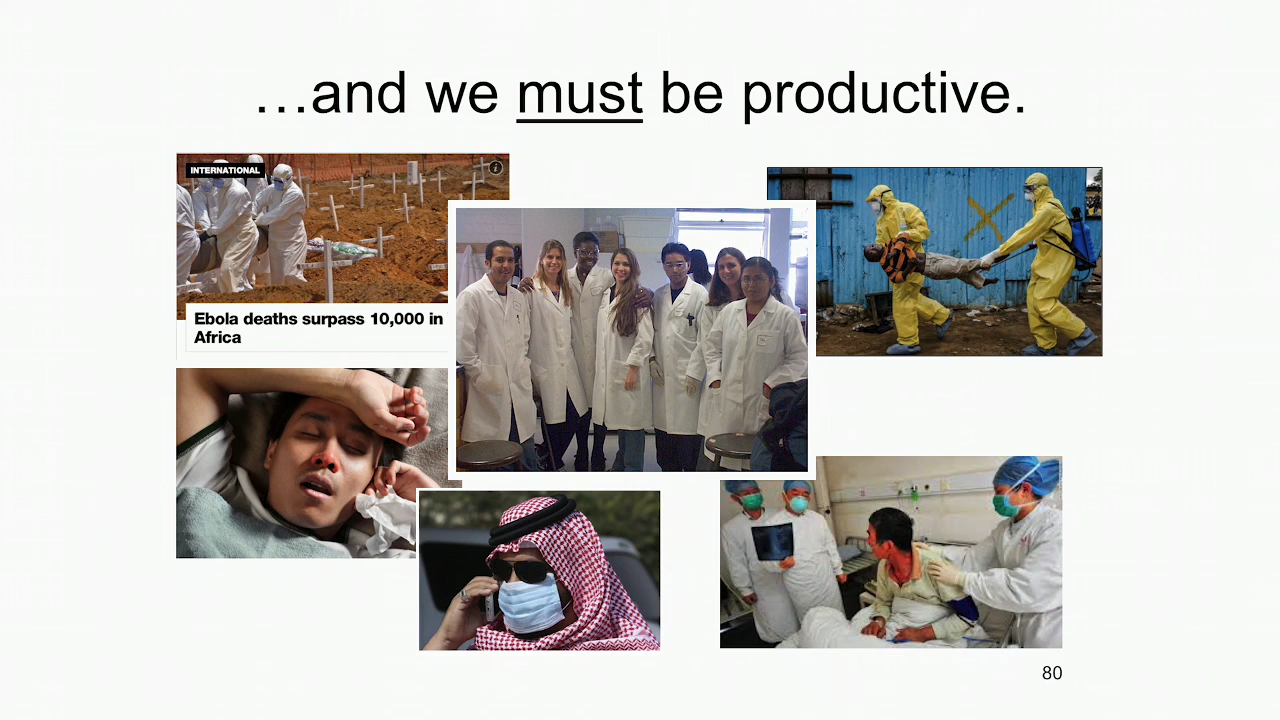 …and we must be productive.
INTERNATIONAL
i
Ebola deaths surpass 10,000 in
Africa
80